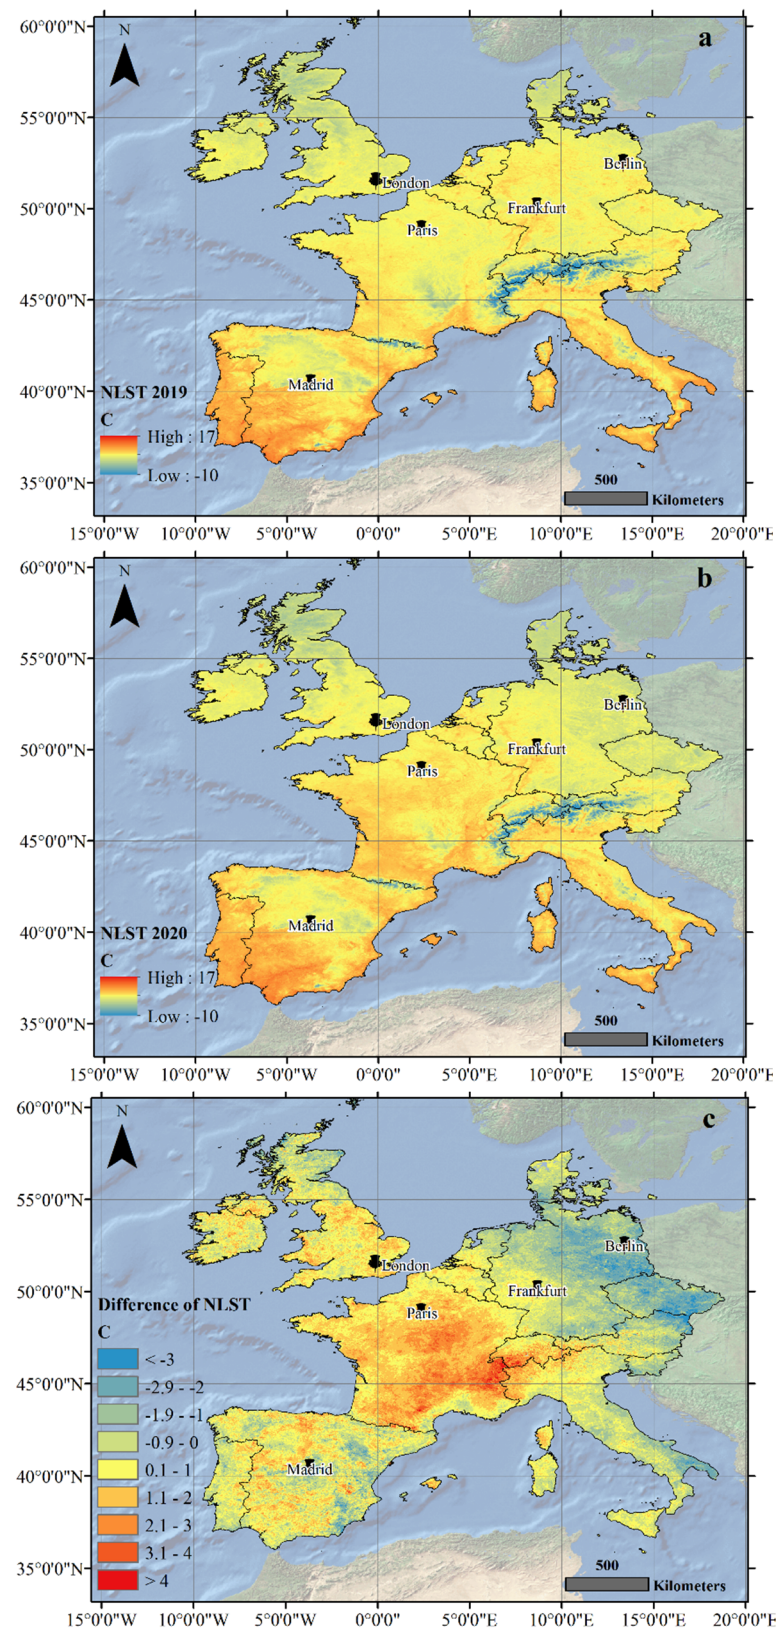 60°0'0"N
N
a
55°0'0"N
Berlin
London
50°0'0"N
Frankfurt
Paris
45°0'0"N
Madrid
40°0'0"N
NLST 2019
C
High : 17
Low : -10
35°0'0"N
500
Kilometers
15°0'0"W 10°0'0"W 5°0'0"W 0°0'0" 5°0'0"E 10°0'0"E 15°0'0"E 20°0'0"E
60°0'0"N
N
b
55°0'0"N
Berlin
London
50°0'0"N
Frankfurt
Paris
45°0'0"N
Madrid
40°0'0"N
NLST 2020
C
High : 17
Low : -10
35°0'0"N
500
Kilometers
15°0'0"W 10°0'0"W 5°0'0"W 0°0'0" 5°0'0"E 10°0'0"E 15°0'0"E 20°0'0"E
60°0'0"N
N
c
55°0'0"N
Berlin
London
50°0'0"N
Frankfurt
Paris
Difference of NLST
C
< -3
-2.9 - -2
45°0'0"N
-1.9 - -1
-0.9 - 0
Madrid
0.1 - 1
40°0'0"N
1.1 - 2
2.1 - 3
3.1 - 4
35°0'0"N
> 4
500
Kilometers
15°0'0"W 10°0'0"W 5°0'0"W 0°0'0" 5°0'0"E 10°0'0"E 15°0'0"E 20°0'0"E